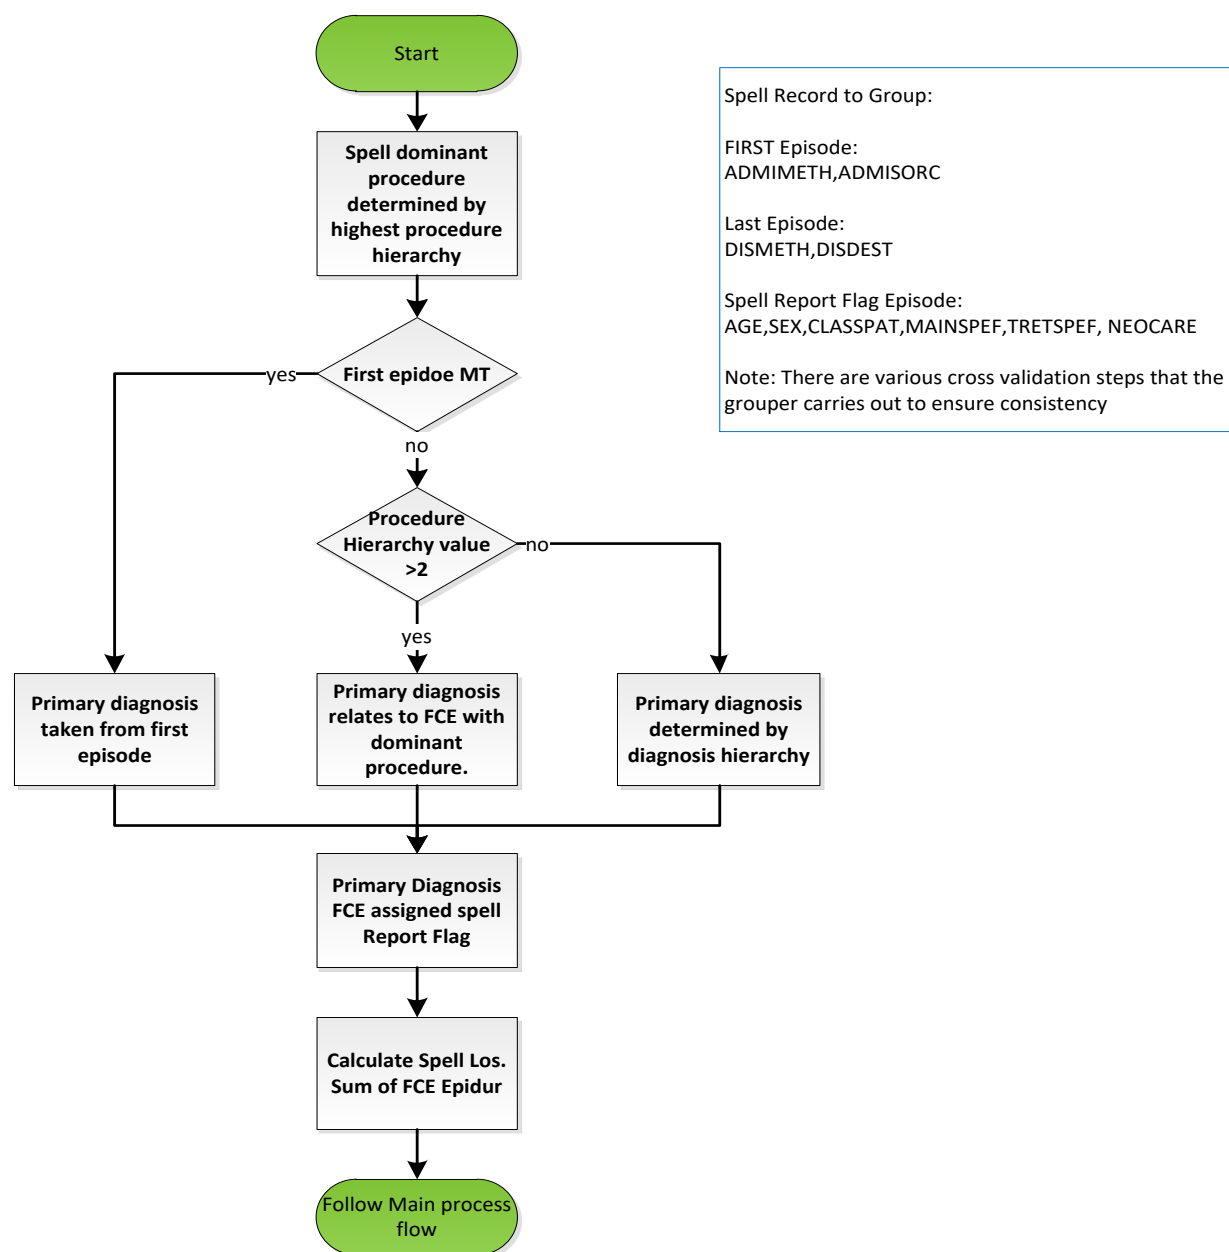 Start
Spell dominant
procedure
determined by
highest procedure
hierarchy
First epidoe MT
yes
no
Procedure
Hierarchy value
>2
no
yes
Primary diagnosis
taken from first
episode
Primary diagnosis
relates to FCE with
dominant
procedure.
Primary diagnosis
determined by
diagnosis hierarchy
Primary Diagnosis
FCE assigned spell
Report Flag
Calculate Spell Los.
Sum of FCE Epidur
Follow Main process
flow
Spell Record to Group:
FIRST Episode:
ADMIMETH,ADMISORC
Last Episode:
DISMETH,DISDEST
Spell Report Flag Episode:
AGE,SEX,CLASSPAT,MAINSPEF,TRETSPEF, NEOCARE
Note: There are various cross validation steps that the
grouper carries out to ensure consistency